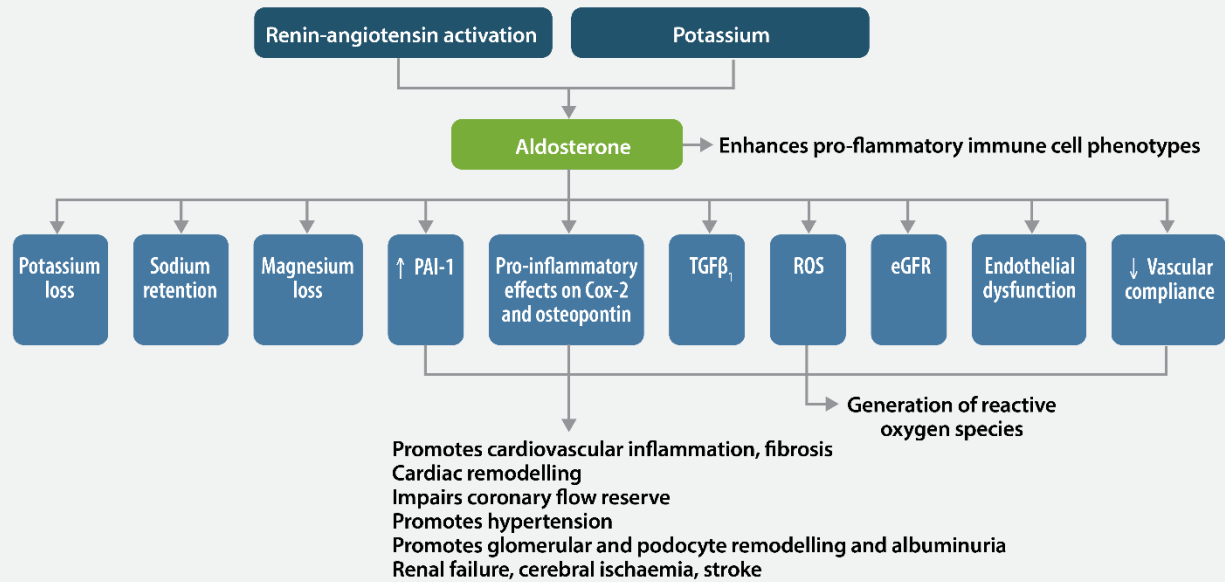 Renin-angiotensin activation
Potassium
Aldosterone
Enhances pro-flammatory immune cell phenotypes
Potassium
loss
Sodium
retention
Magnesium
loss
↑ PAI-1
Pro-inflammatory
effects on Cox-2
and osteopontin
TGFβ₁
ROS
eGFR
Endothelial
dysfunction
↓ Vascular
compliance
Generation of reactive
oxygen species
Promotes cardiovascular inflammation, fibrosis
Cardiac remodelling
Impairs coronary flow reserve
Promotes hypertension
Promotes glomerular and podocyte remodelling and albuminuria
Renal failure, cerebral ischaemia, stroke